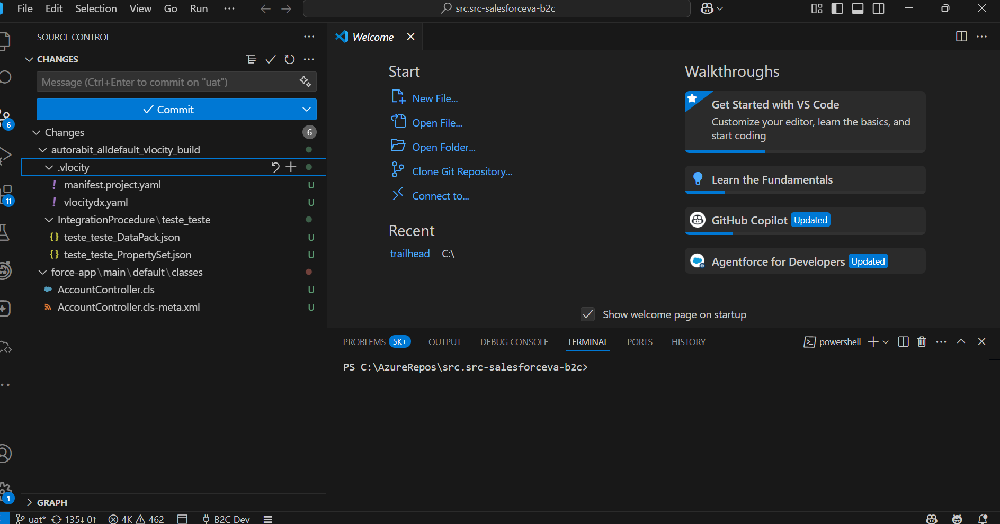 File Edit Selection View Go Run ···
src.src-salesforceva-b2c
SOURCE CONTROL
CHANGES
Message (Ctrl+Enter to commit on "uat")
Commit
Changes 6
autorabit_alldefault_vlocity_build
.vlocity
manifest.project.yaml U
vlocitydx.yaml U
IntegrationProcedure\teste_teste
teste_teste_DataPack.json U
teste_teste_PropertySet.json U
force-app\main\default\classes
AccountController.cls U
AccountController.cls-meta.xml U
GRAPH
6
11
1
Welcome
Start
New File...
Open File...
Open Folder...
Clone Git Repository...
Connect to...
Recent
trailhead C:\
Walkthroughs
Get Started with VS Code
Customize your editor, learn the basics, and
start coding
Learn the Fundamentals
GitHub Copilot Updated
Agentforce for Developers Updated
Show welcome page on startup
PROBLEMS 5K+ OUTPUT DEBUG CONSOLE TERMINAL PORTS HISTORY powershell
PS C:\AzureRepos\src.src-salesforceva-b2c>
uat* 135↓ 0↑ 4K 462 B2C Dev